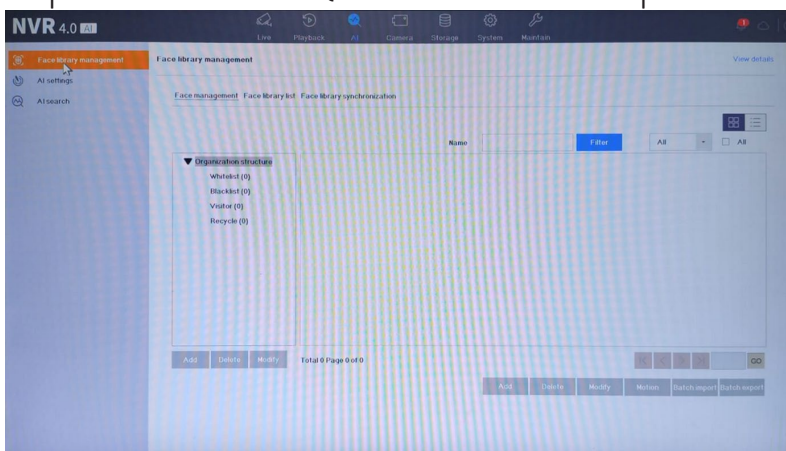 NVR 4.0 AI
Live Playback AI Camera Storage System Maintain
Face library management
AI settings
AI search
Face library management
View details
Face management Face library list Face library synchronization
Name Filter All All
Organization structure
Whitelist (0)
Blacklist (0)
Visitor (0)
Recycle (0)
Add Delete Modify Total 0 Page 0 of 0 GO
Add Delete Modify Motion Batch import Batch export